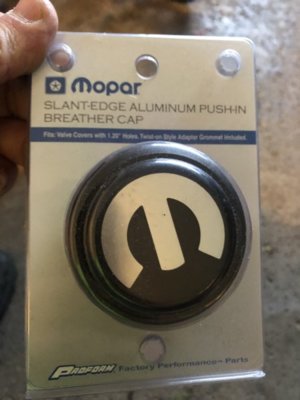 Mopar
SLANT-EDGE ALUMINUM PUSH-IN
BREATHER CAP
Fits: Valve Covers with 1.20" Holes. Twist-on Style Adapter Grommet Included.
PROFORM Factory Performance Parts